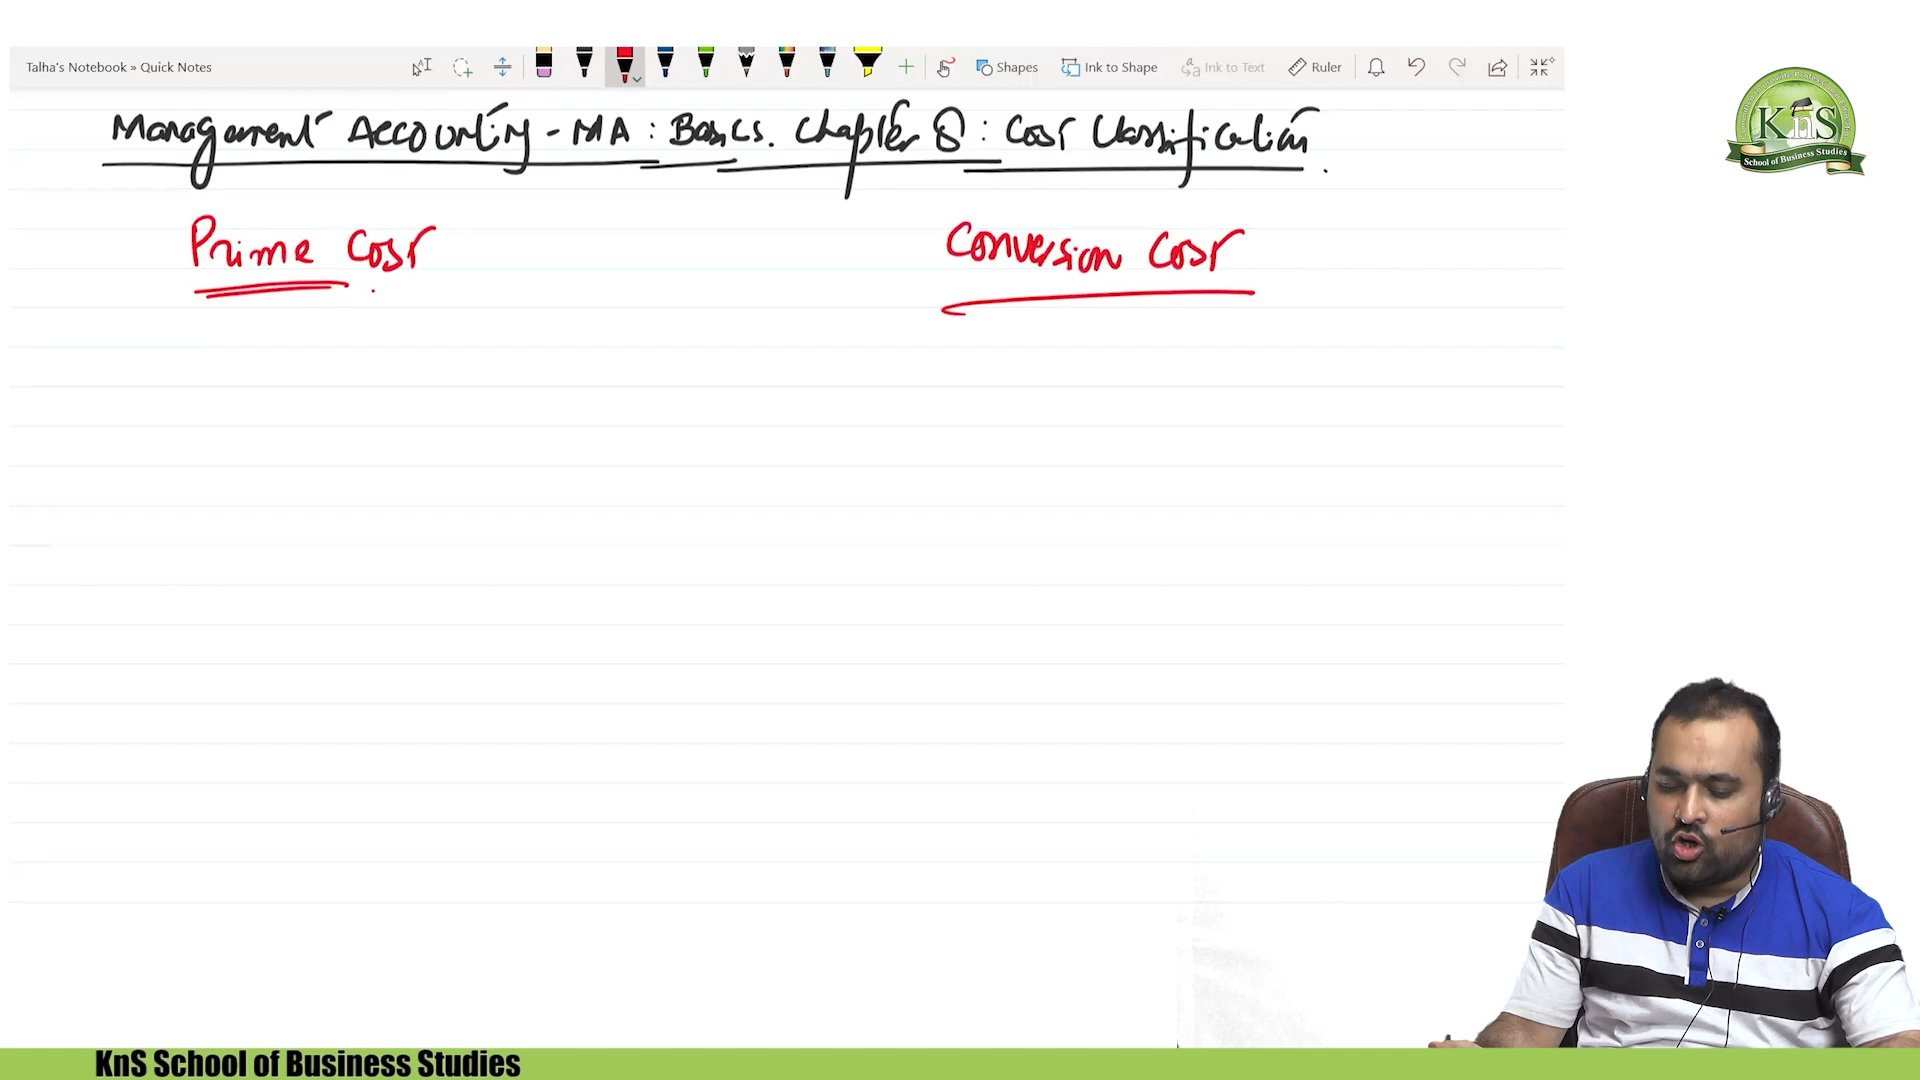 Talha's Notebook » Quick Notes
Shapes
Ink to Shape
Ink to Text
Ruler
Management Accounting - MA : Basics. Chapter 8 : Cost Classification.
KnS
School of Business Studies
Prime Cost
Conversion Cost
KnS School of Business Studies